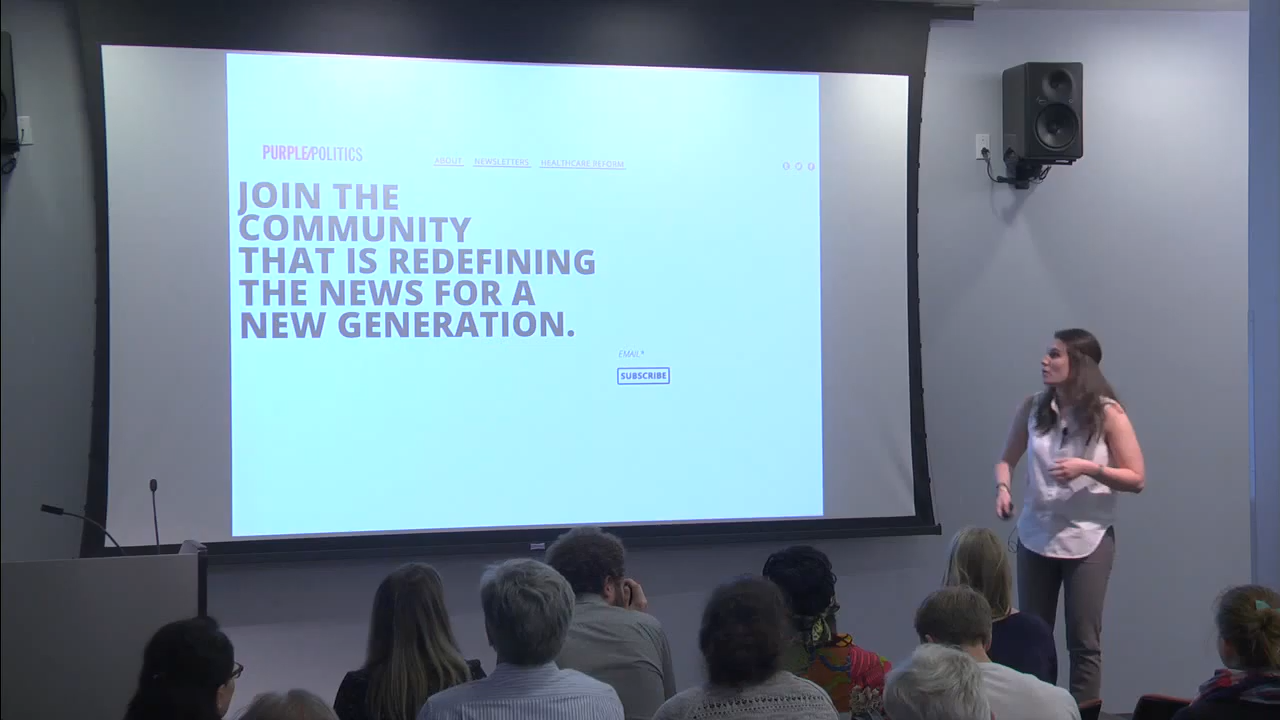 PURPLE/POLITICS
ABOUT NEWSLETTERS HEALTHCARE REFORM
JOIN THE
COMMUNITY
THAT IS REDEFINING
THE NEWS FOR A
NEW GENERATION.
EMAIL*
SUBSCRIBE